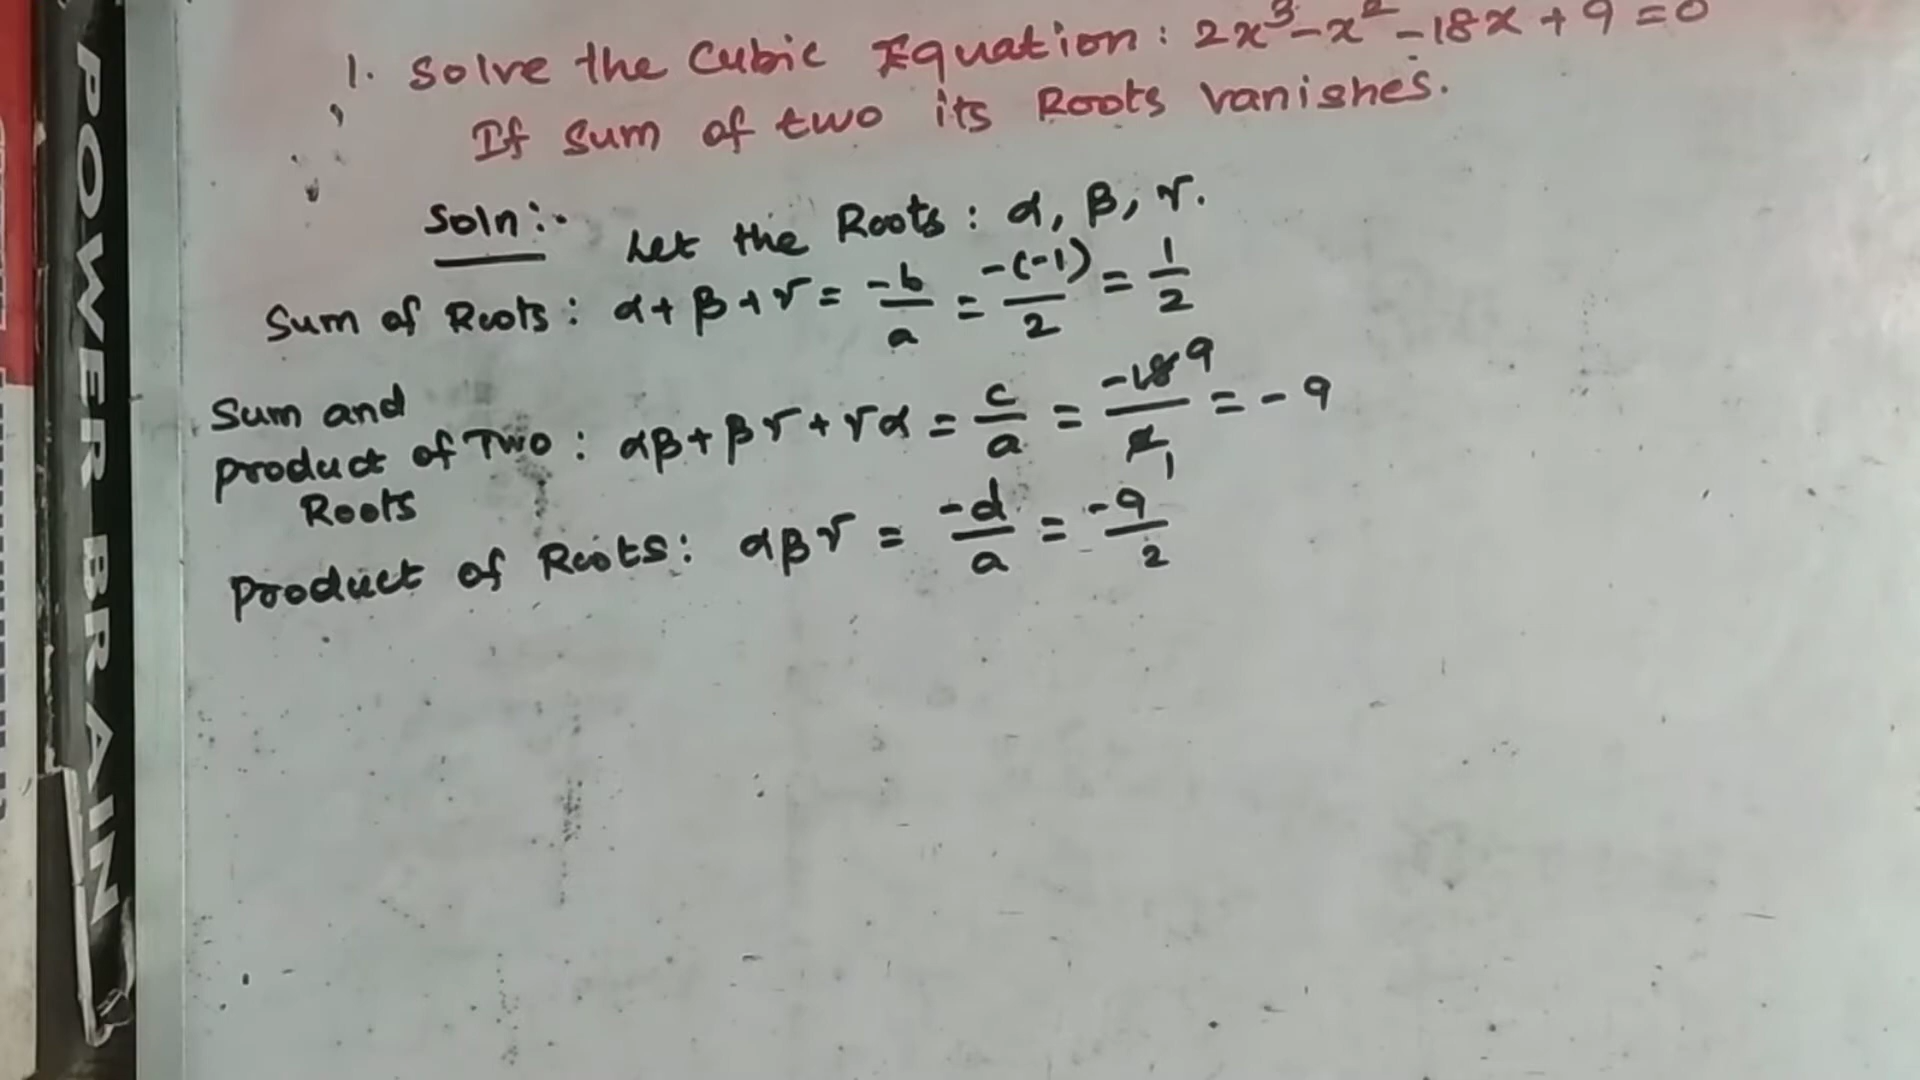 1. Solve the Cubic Equation : 2x³-x²-18x+9=0
If Sum of two its Roots vanishes.
Soln:- Let the Roots : α, β, γ.
Sum of Roots : α+β+γ = -b/a = -(-1)/2 = 1/2
Sum and
product of Two : αβ+βγ+γα = c/a = -18 9/2 1 = -9
Roots
Product of Roots: αβγ = -d/a = -9/2
POWER BRAIN